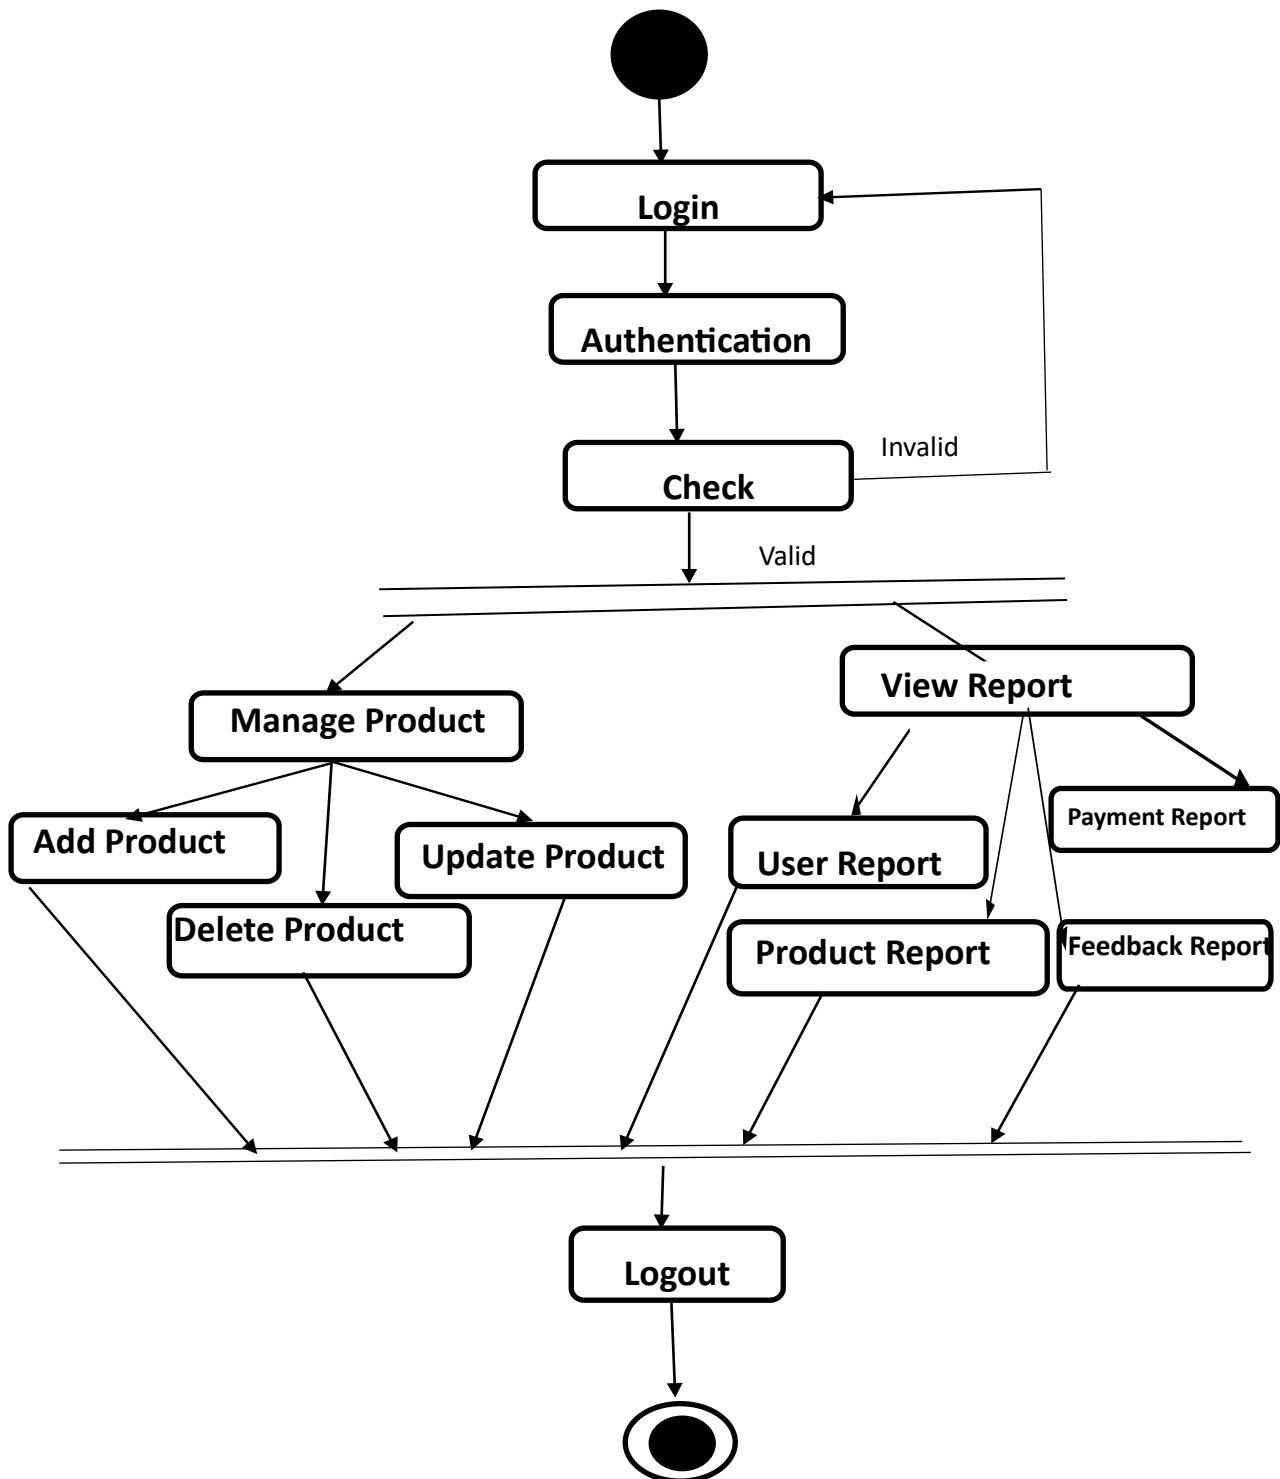 Login
Authentication
Invalid
Check
Valid
View Report
Manage Product
Payment Report
Add Product
Update Product
User Report
Delete Product
Product Report
Feedback Report
Logout